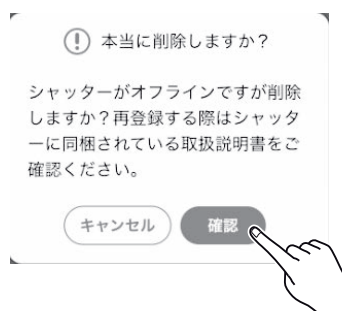 本当に削除しますか？
シャッターがオフラインですが削除
しますか？再登録する際はシャッタ
ーに同梱されている取扱説明書をご
確認ください。
キャンセル 確認